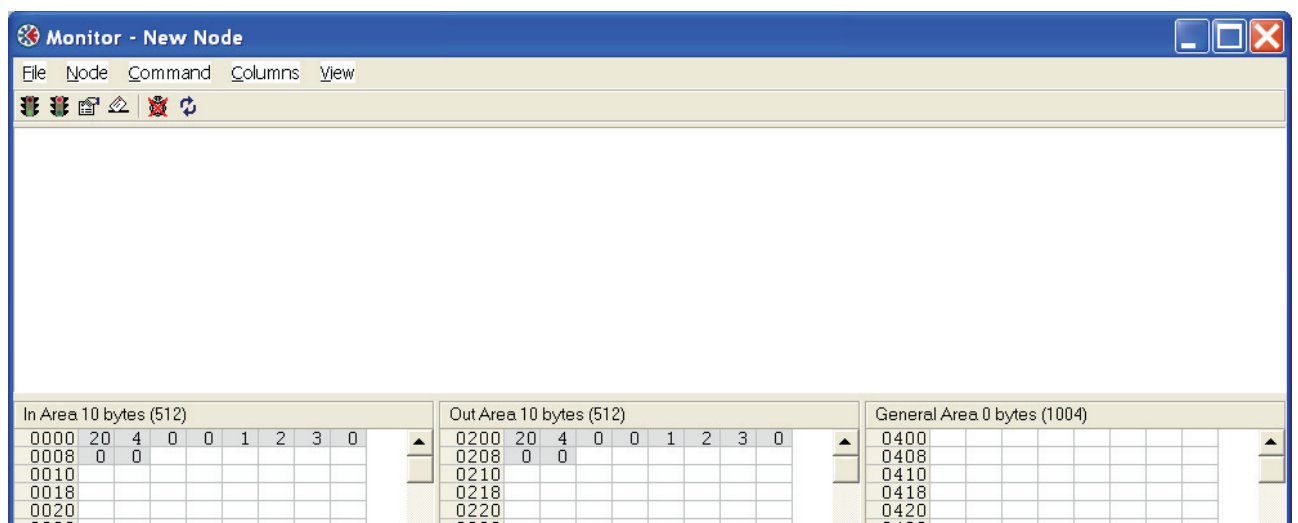 Monitor - New Node
File Node Command Columns View
In Area 10 bytes (512)
0000 20 4 0 0 1 2 3 0
0008 0 0
0010
0018
0020
Out Area 10 bytes (512)
0200 20 4 0 0 1 2 3 0
0208 0 0
0210
0218
0220
General Area 0 bytes (1004)
0400
0408
0410
0418
0420